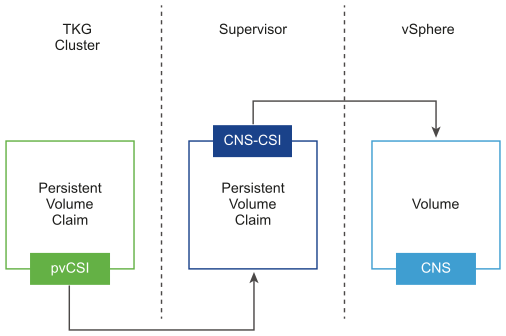 TKG
Cluster
Supervisor
vSphere
CNS-CSI
Persistent
Volume
Claim
Persistent
Volume
Claim
Volume
pvCSI
CNS